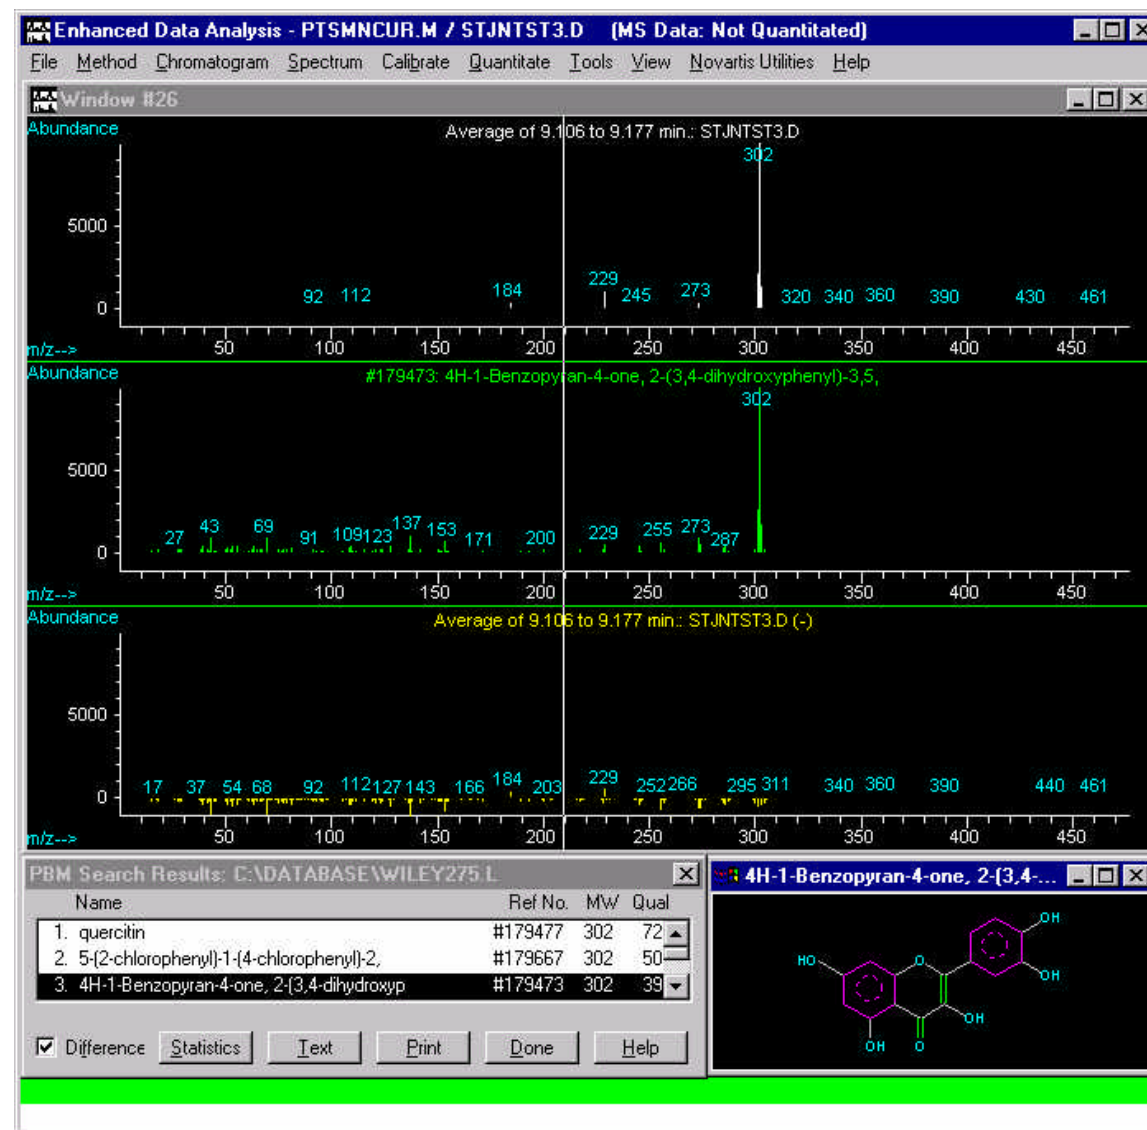 Enhanced Data Analysis - PTSMNCUR.M / STJNTST3.D (MS Data: Not Quantitated)
File Method Chromatogram Spectrum Calibrate Quantitate Tools View Novartis Utilities Help
Window #26
Abundance
Average of 9.106 to 9.177 min.: STJNTST3.D
302
5000
229
184
273
245
92 112
320 340 360 390 430 461
0
m/z-->
50 100 150 200 250 300 350 400 450
Abundance
#179473: 4H-1-Benzopyran-4-one, 2-(3,4-dihydroxyphenyl)-3,5,
302
5000
27 43 69 91 109 123 137 153 171 200 229 255 273 287
0
m/z-->
50 100 150 200 250 300 350 400 450
Abundance
Average of 9.106 to 9.177 min.: STJNTST3.D (-)
5000
17 37 54 68 92 112 127 143 166 184 203 229 252 266 295 311 340 360 390 440 461
0
m/z-->
50 100 150 200 250 300 350 400 450
PBM Search Results: C:\DATABASE\WILEY275.L
Name Ref No. MW Qual
1. quercitin #179477 302 72
2. 5-(2-chlorophenyl)-1-(4-chlorophenyl)-2, #179667 302 50
3. 4H-1-Benzopyran-4-one, 2-(3,4-dihydroxyp #179473 302 39
Difference Statistics Text Print Done Help
4H-1-Benzopyran-4-one, 2-(3,4-...
OH
HO
O
OH
OH
OH
O